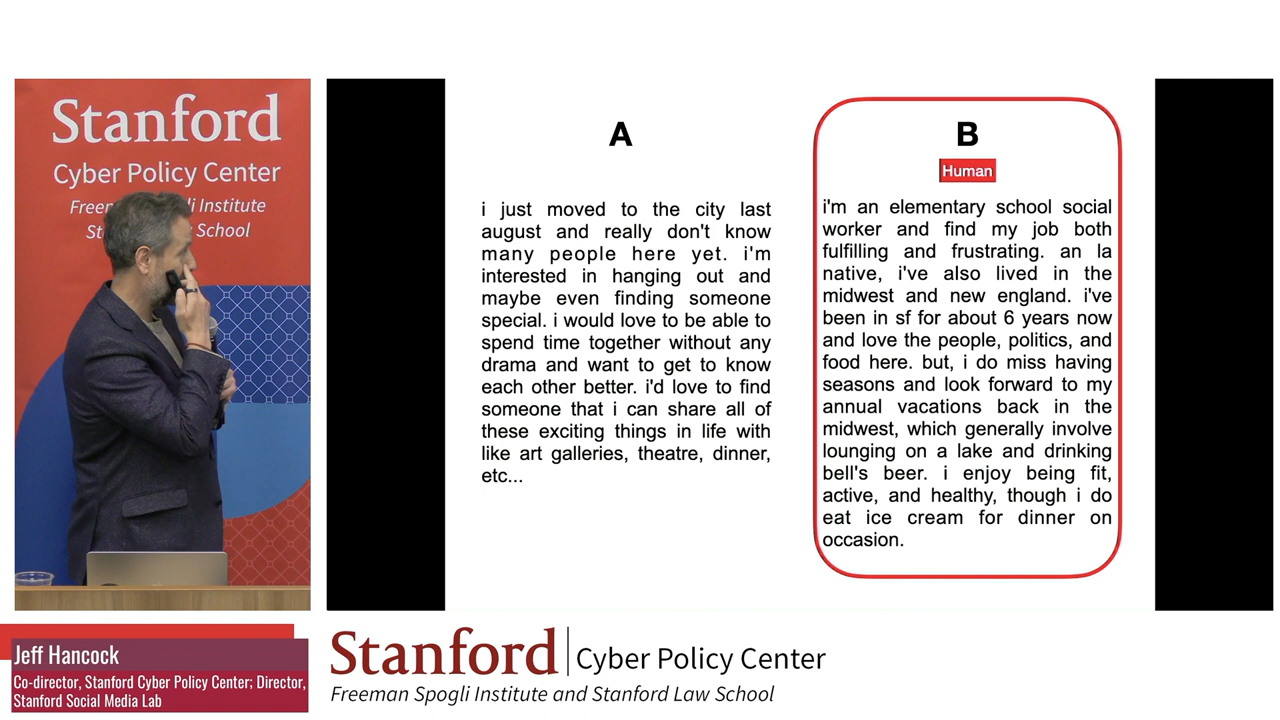 Stanford
Cyber Policy Center
li Institute
Law School
A
i just moved to the city last
august and really don't know
many people here yet. i'm
interested in hanging out and
maybe even finding someone
special. i would love to be able to
spend time together without any
drama and want to get to know
each other better. i'd love to find
someone that i can share all of
these exciting things in life with
like art galleries, theatre, dinner,
etc...
B
Human
i'm an elementary school social
worker and find my job both
fulfilling and frustrating. an la
native, i've also lived in the
midwest and new england. i've
been in sf for about 6 years now
and love the people, politics, and
food here. but, i do miss having
seasons and look forward to my
annual vacations back in the
midwest, which generally involve
lounging on a lake and drinking
bell's beer. i enjoy being fit,
active, and healthy, though i do
eat ice cream for dinner on
occasion.
Jeff Hancock
Co-director, Stanford Cyber Policy Center; Director,
Stanford Social Media Lab
Stanford Cyber Policy Center
Freeman Spogli Institute and Stanford Law School